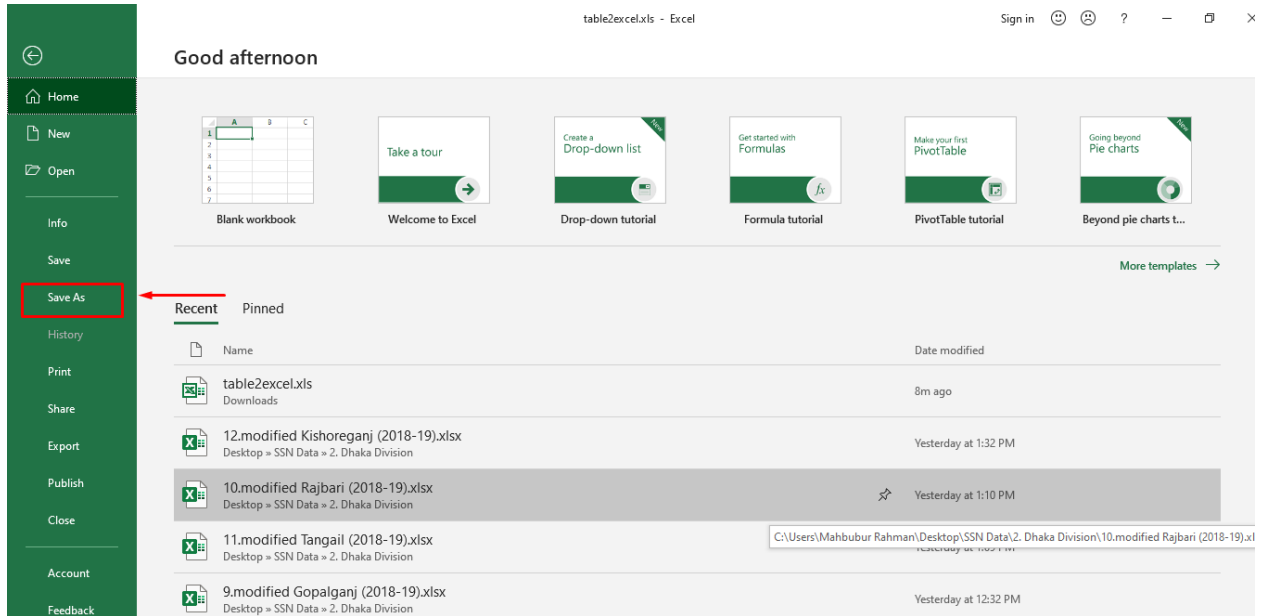 table2excel.xls - Excel
Sign in
?
Good afternoon
Home
New
Open
Info
Save
Save As
History
Print
Share
Export
Publish
Close
Account
Feedback
A B C
1
2
3
4
5
6
7
Blank workbook
Take a tour
Welcome to Excel
Create a
Drop-down list
New
Drop-down tutorial
Get started with
Formulas
fx
Formula tutorial
Make your first
PivotTable
PivotTable tutorial
Going beyond
Pie charts
New
Beyond pie charts t...
More templates
Recent Pinned
Name Date modified
table2excel.xls
Downloads
8m ago
12.modified Kishoreganj (2018-19).xlsx
Desktop » SSN Data » 2. Dhaka Division
Yesterday at 1:32 PM
10.modified Rajbari (2018-19).xlsx
Desktop » SSN Data » 2. Dhaka Division
Yesterday at 1:10 PM
C:\Users\Mahbubur Rahman\Desktop\SSN Data\2. Dhaka Division\10.modified Rajbari (2018-19).xl
11.modified Tangail (2018-19).xlsx
Desktop » SSN Data » 2. Dhaka Division
9.modified Gopalganj (2018-19).xlsx
Desktop » SSN Data » 2. Dhaka Division
Yesterday at 12:32 PM